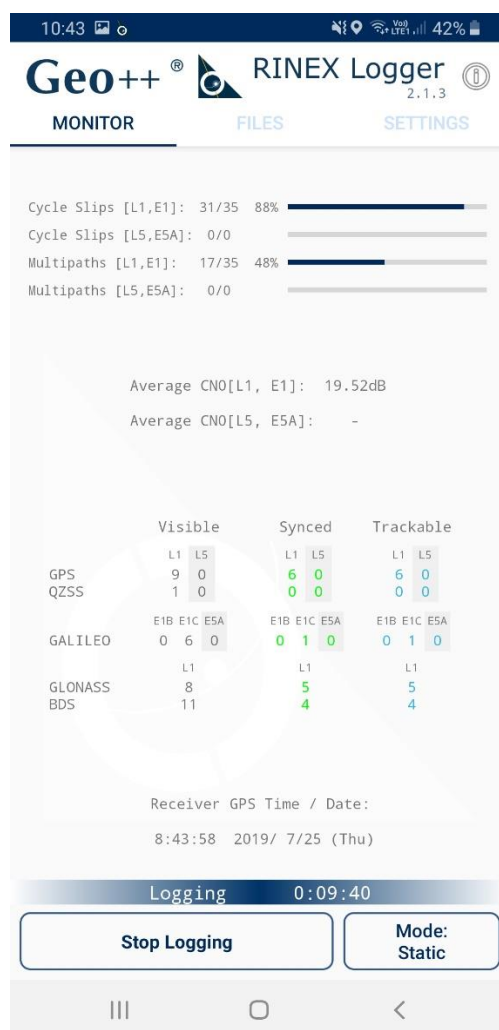 10:43 Vo)) LTE1 42%
Geo++ ® RINEX Logger
2.1.3
MONITOR FILES SETTINGS
Cycle Slips [L1,E1]: 31/35 88%
Cycle Slips [L5,E5A]: 0/0
Multipaths [L1,E1]: 17/35 48%
Multipaths [L5,E5A]: 0/0
Average CN0[L1, E1]: 19.52dB
Average CN0[L5, E5A]: -
Visible Synced Trackable
L1 L5 L1 L5 L1 L5
GPS 9 0 6 0 6 0
QZSS 1 0 0 0 0 0
E1B E1C E5A E1B E1C E5A E1B E1C E5A
GALILEO 0 6 0 0 1 0 0 1 0
L1 L1 L1
GLONASS 8 5 5
BDS 11 4 4
Receiver GPS Time / Date:
8:43:58 2019/ 7/25 (Thu)
Logging 0:09:40
Stop Logging Mode:
Static